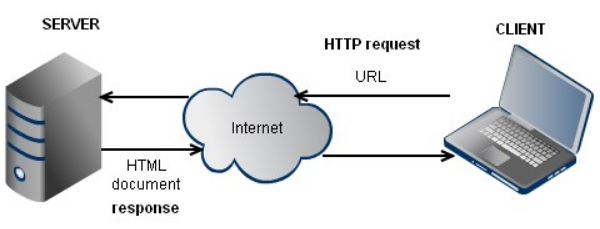 SERVER
CLIENT
HTTP request
URL
Internet
HTML
document
response